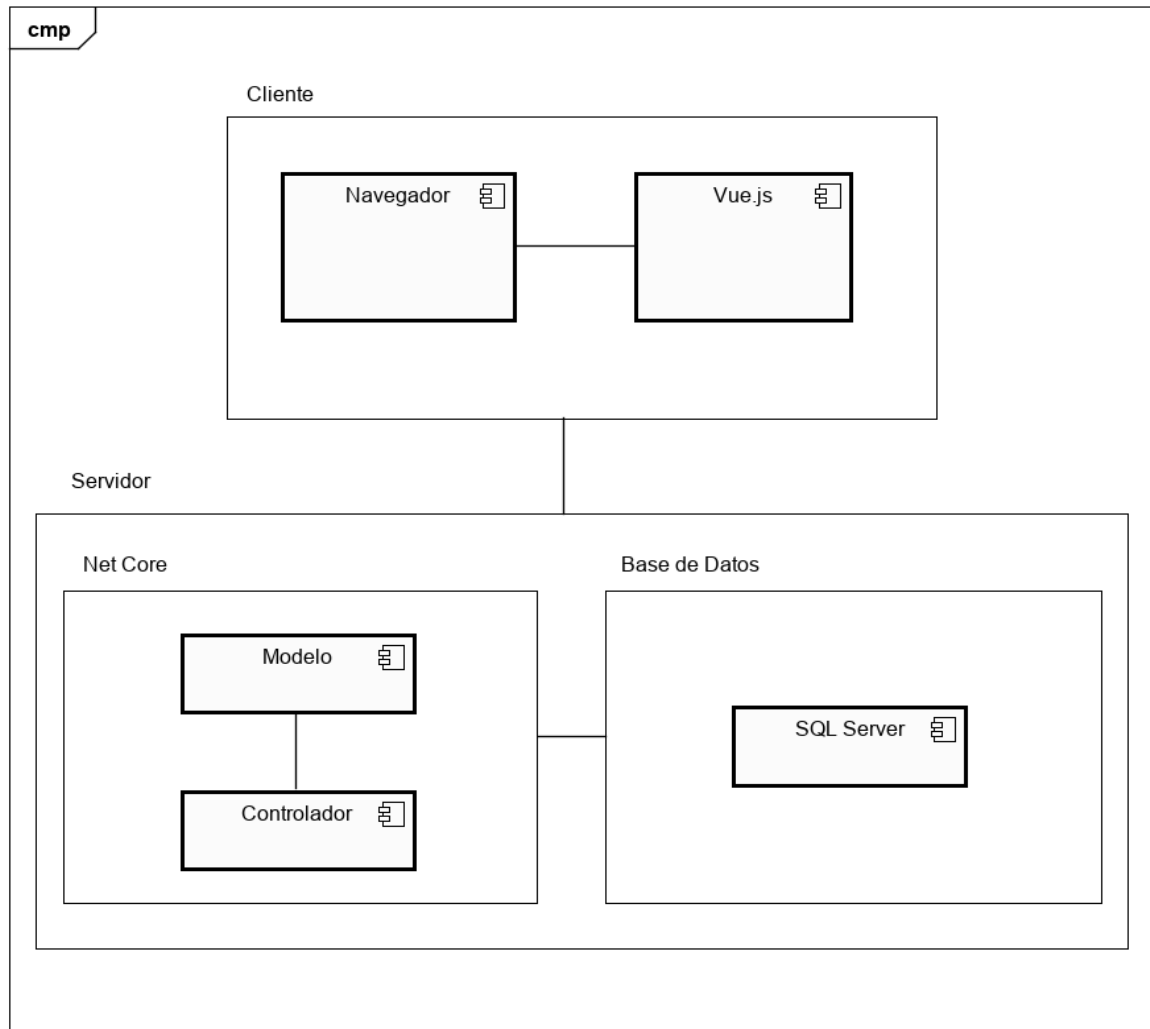 cmp
Cliente
Navegador
Vue.js
Servidor
Net Core
Base de Datos
Modelo
SQL Server
Controlador